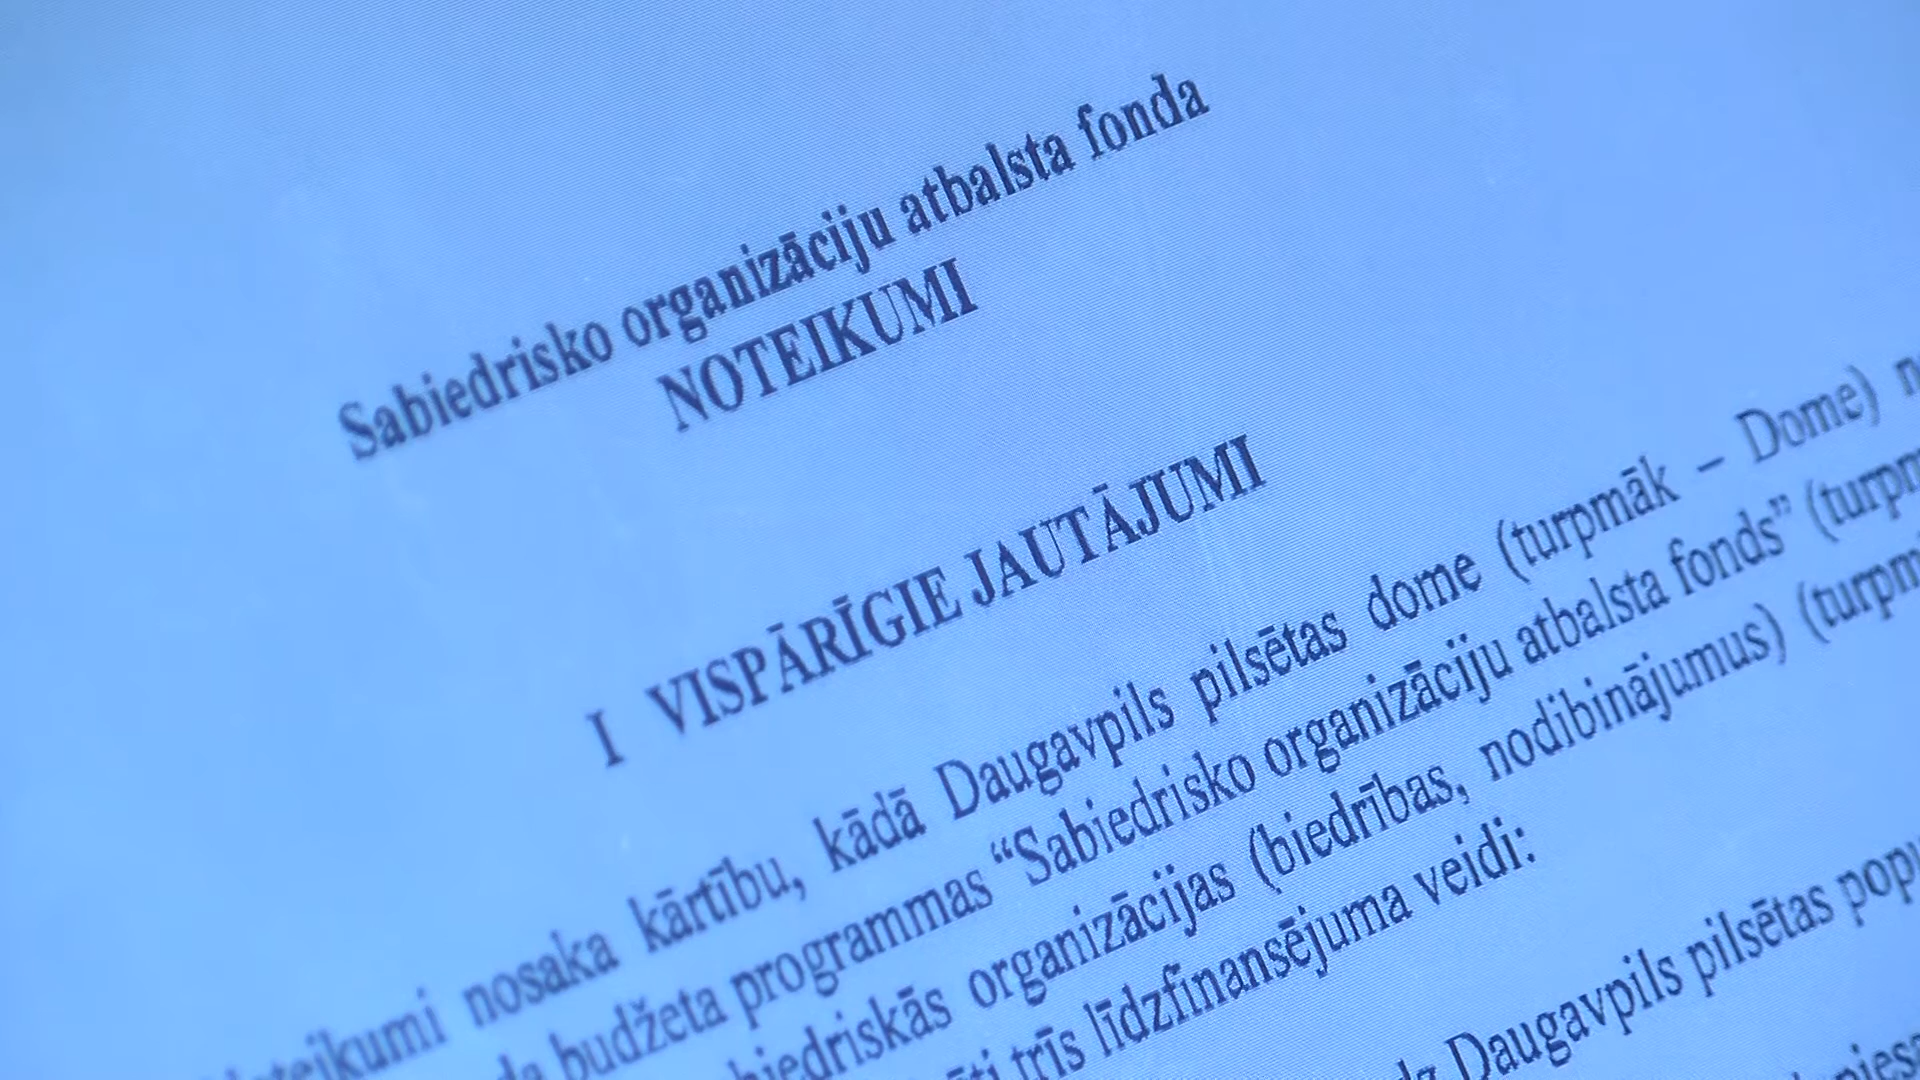 Sabiedrisko organizāciju atbalsta fonda
NOTEIKUMI
I VISPĀRĪGIE JAUTĀJUMI
nosaka kārtību, kādā Daugavpils pilsētas dome (turpmāk – Dome)
budžeta programmas “Sabiedrisko organizāciju atbalsta fonds”
organizācijas (biedrības, nodibinājumus)
trīs līdzfinansējuma veidi:
Daugavpils pilsētas